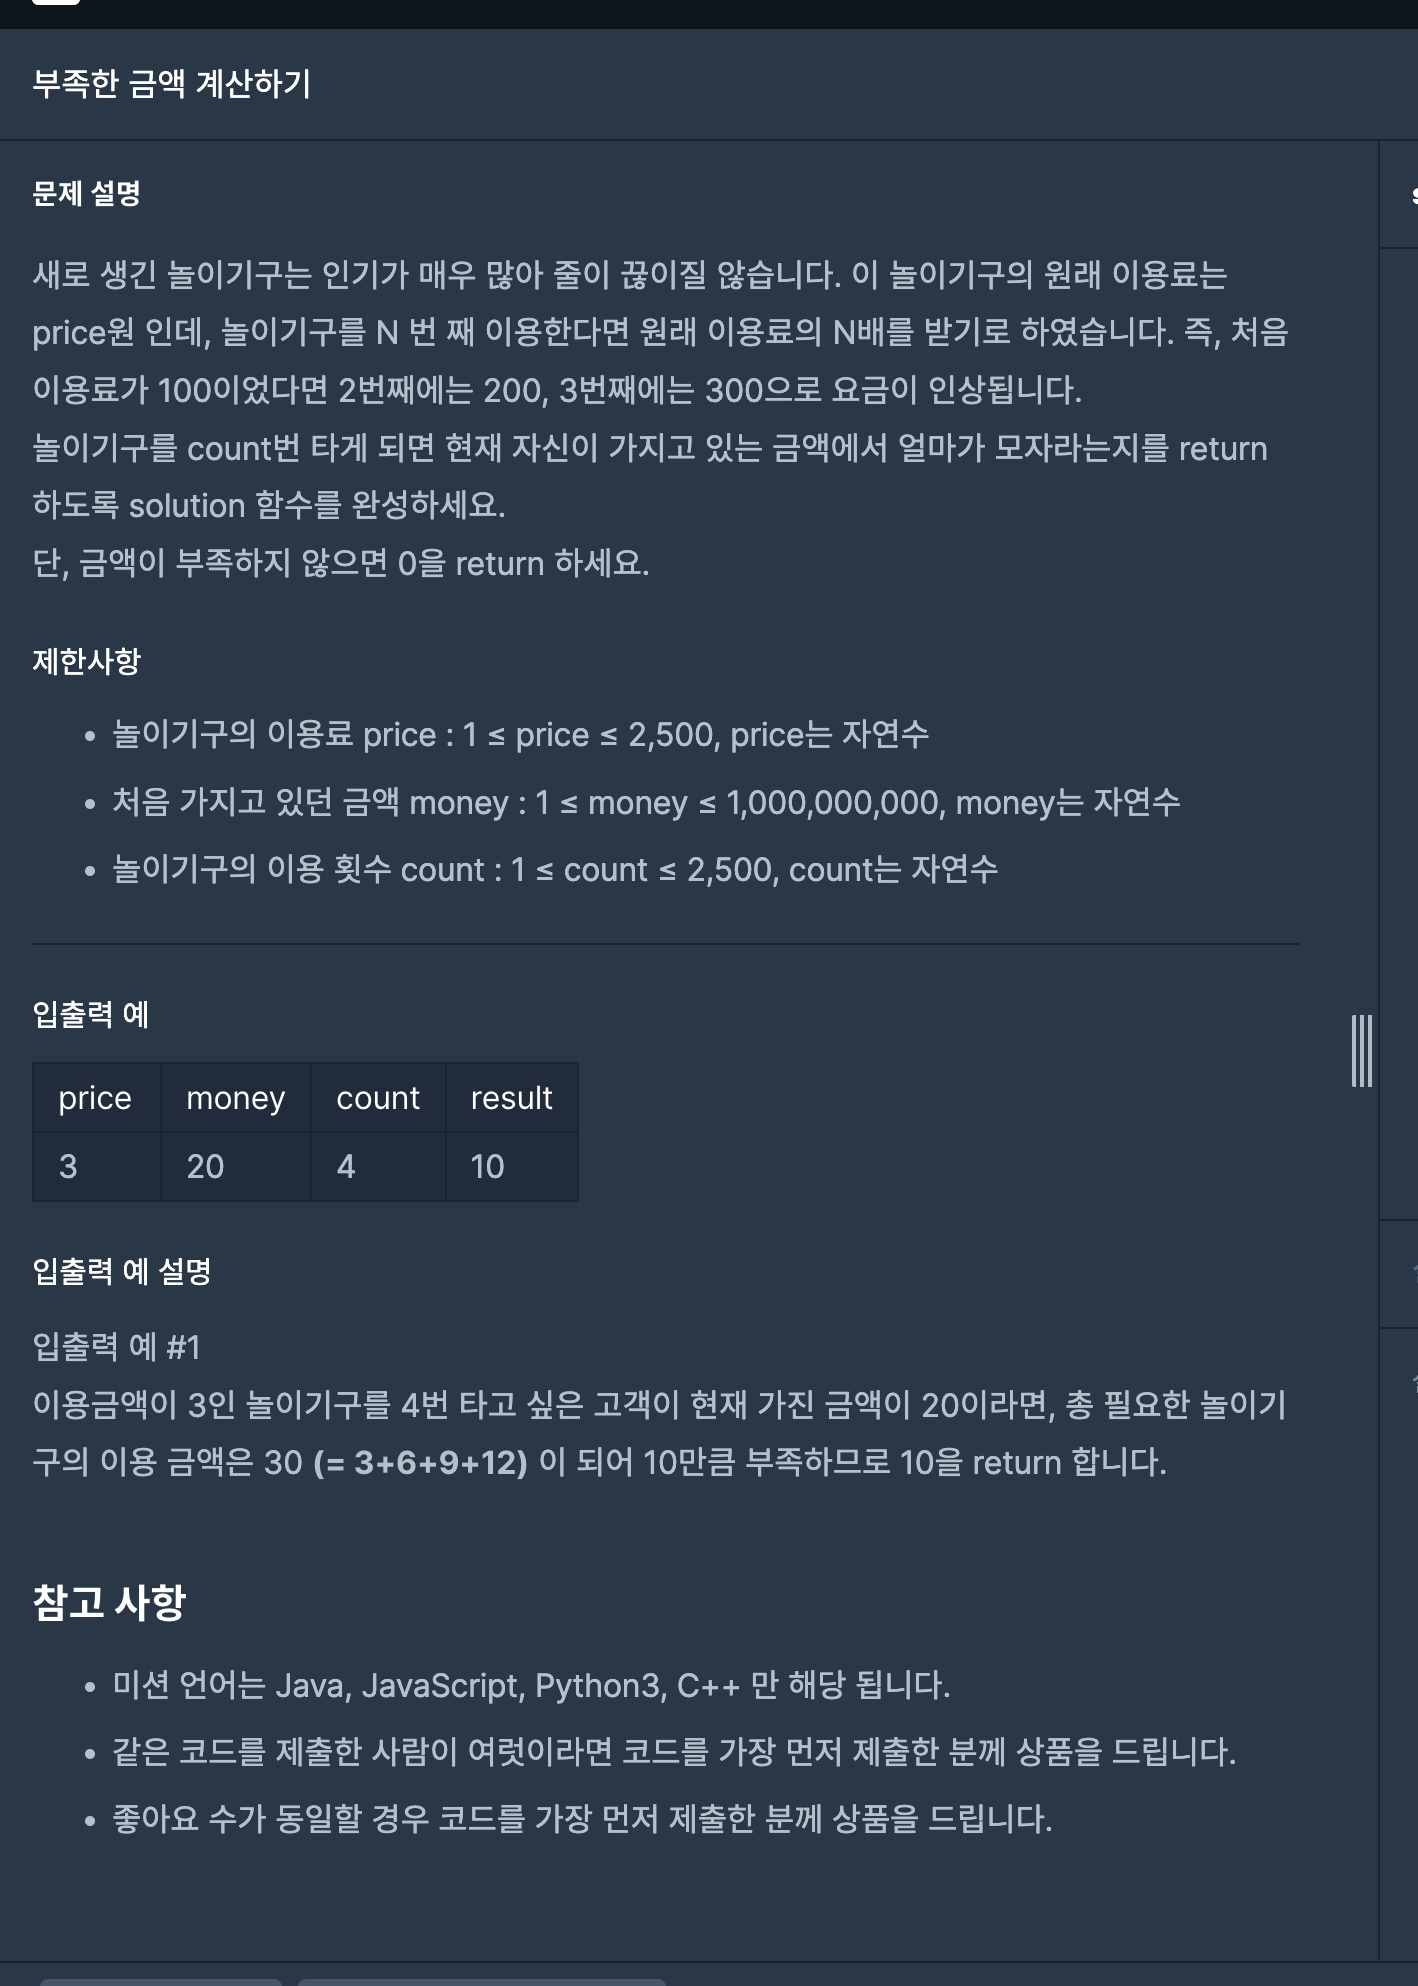 부족한 금액 계산하기
문제 설명
새로 생긴 놀이기구는 인기가 매우 많아 줄이 끊이질 않습니다. 이 놀이기구의 원래 이용료는
price원 인데, 놀이기구를 N 번 째 이용한다면 원래 이용료의 N배를 받기로 하였습니다. 즉, 처음
이용료가 100이었다면 2번째에는 200, 3번째에는 300으로 요금이 인상됩니다.
놀이기구를 count번 타게 되면 현재 자신이 가지고 있는 금액에서 얼마가 모자라는지를 return
하도록 solution 함수를 완성하세요.
단, 금액이 부족하지 않으면 0을 return 하세요.
제한사항
• 놀이기구의 이용료 price : 1 ≤ price ≤ 2,500, price는 자연수
• 처음 가지고 있던 금액 money : 1 ≤ money ≤ 1,000,000,000, money는 자연수
• 놀이기구의 이용 횟수 count : 1 ≤ count ≤ 2,500, count는 자연수
입출력 예
price money count result
3 20 4 10
입출력 예 설명
입출력 예 #1
이용금액이 3인 놀이기구를 4번 타고 싶은 고객이 현재 가진 금액이 20이라면, 총 필요한 놀이기
구의 이용 금액은 30 (= 3+6+9+12) 이 되어 10만큼 부족하므로 10을 return 합니다.
참고 사항
• 미션 언어는 Java, JavaScript, Python3, C++ 만 해당 됩니다.
• 같은 코드를 제출한 사람이 여럿이라면 코드를 가장 먼저 제출한 분께 상품을 드립니다.
• 좋아요 수가 동일할 경우 코드를 가장 먼저 제출한 분께 상품을 드립니다.